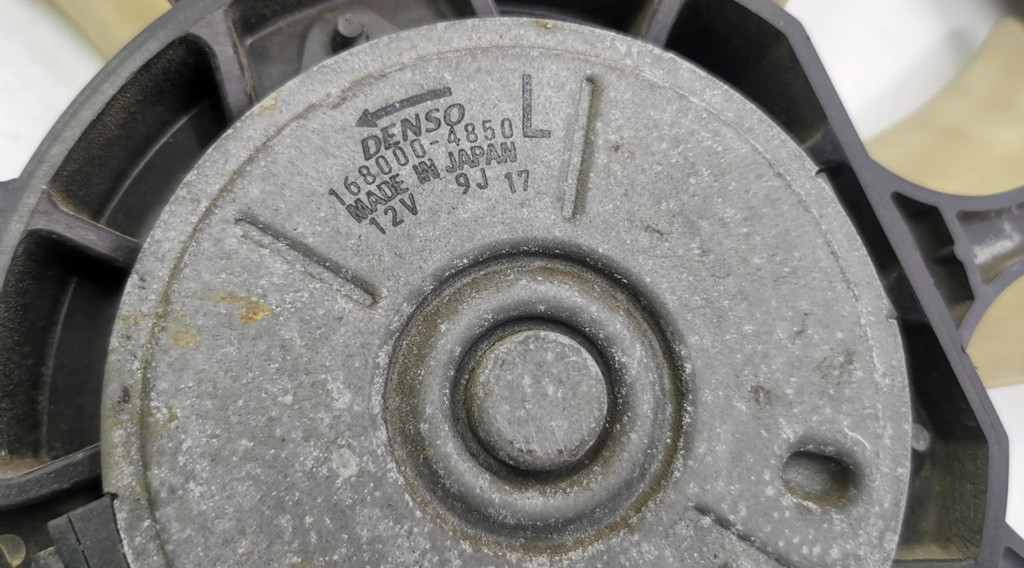 DENSO L
168000-4850
MADE IN JAPAN
12V 9J 17